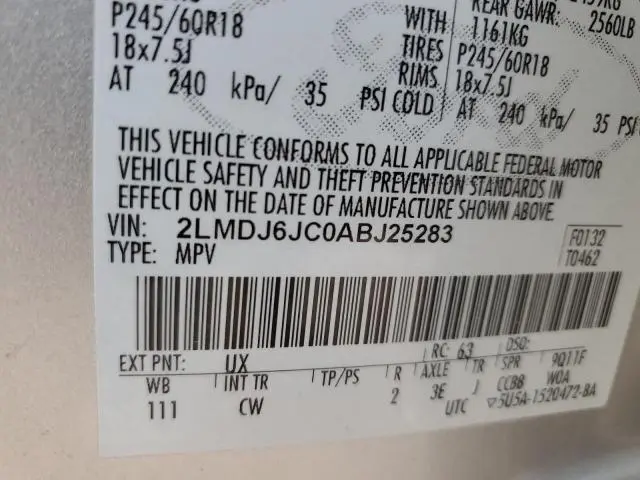 REAR GAWR:
P245/60R18 WITH 1161KG 2560LB
18x7.5J TIRES P245/60R18
RIMS 18x7.5J
AT 240 kPa/ 35 PSI COLD AT 240 kPa/ 35 PSI
THIS VEHICLE CONFORMS TO ALL APPLICABLE FEDERAL MOTOR
VEHICLE SAFETY AND THEFT PREVENTION STANDARDS IN
EFFECT ON THE DATE OF MANUFACTURE SHOWN ABOVE.
VIN: 2LMDJ6JC0ABJ25283 F0132
TYPE: MPV T0462
EXT PNT: UX RC: 63 DSO:
WB INT TR TP/PS R AXLE TR SPR 9Q11F
111 CW 2 3E J CCB8 WOA
UTC ▽5U5A-1520472-BA